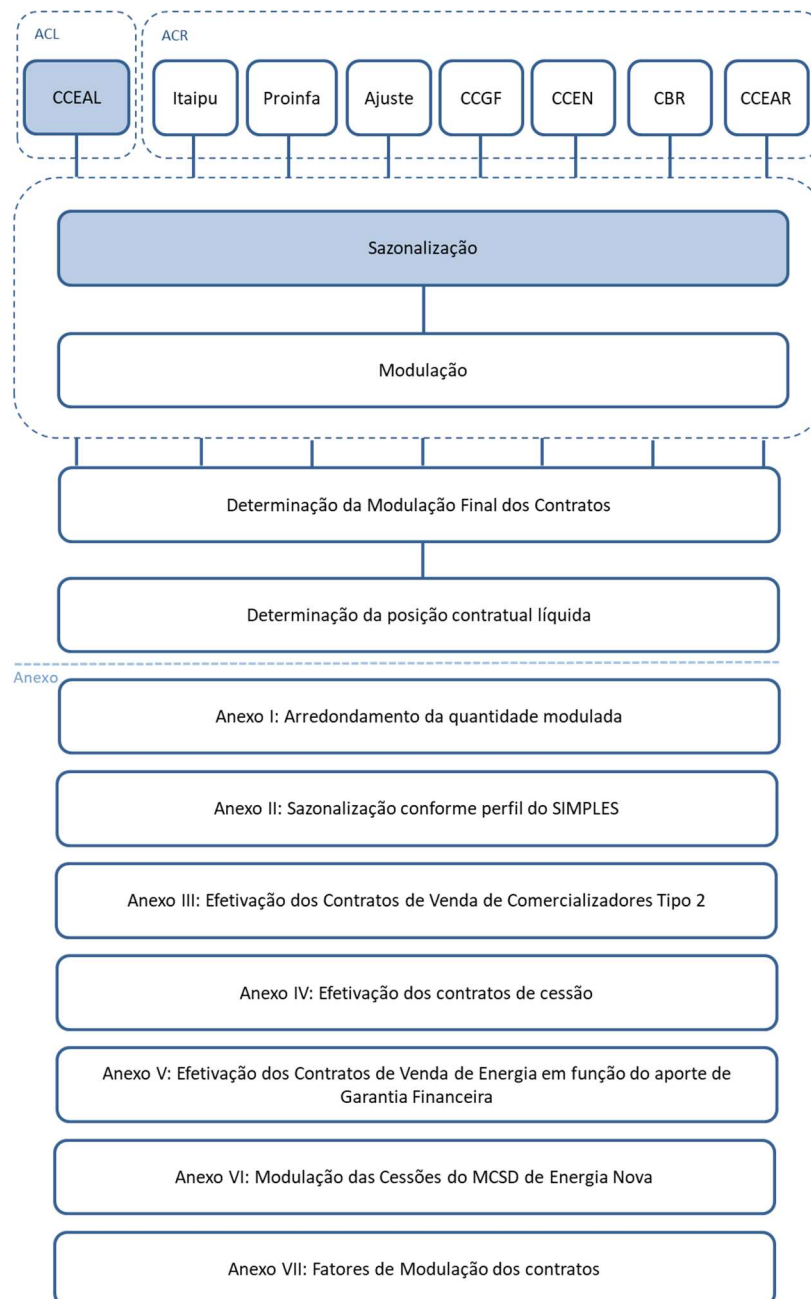 ACL
ACR
CCEAL
Itaipu
Proinfa
Ajuste
CCGF
CCEN
CBR
CCEAR
Sazonalização
Modulação
Determinação da Modulação Final dos Contratos
Determinação da posição contratual líquida
Anexo
Anexo I: Arredondamento da quantidade modulada
Anexo II: Sazonalização conforme perfil do SIMPLES
Anexo III: Efetivação dos Contratos de Venda de Comercializadores Tipo 2
Anexo IV: Efetivação dos contratos de cessão
Anexo V: Efetivação dos Contratos de Venda de Energia em função do aporte de
Garantia Financeira
Anexo VI: Modulação das Cessões do MCSD de Energia Nova
Anexo VII: Fatores de Modulação dos contratos